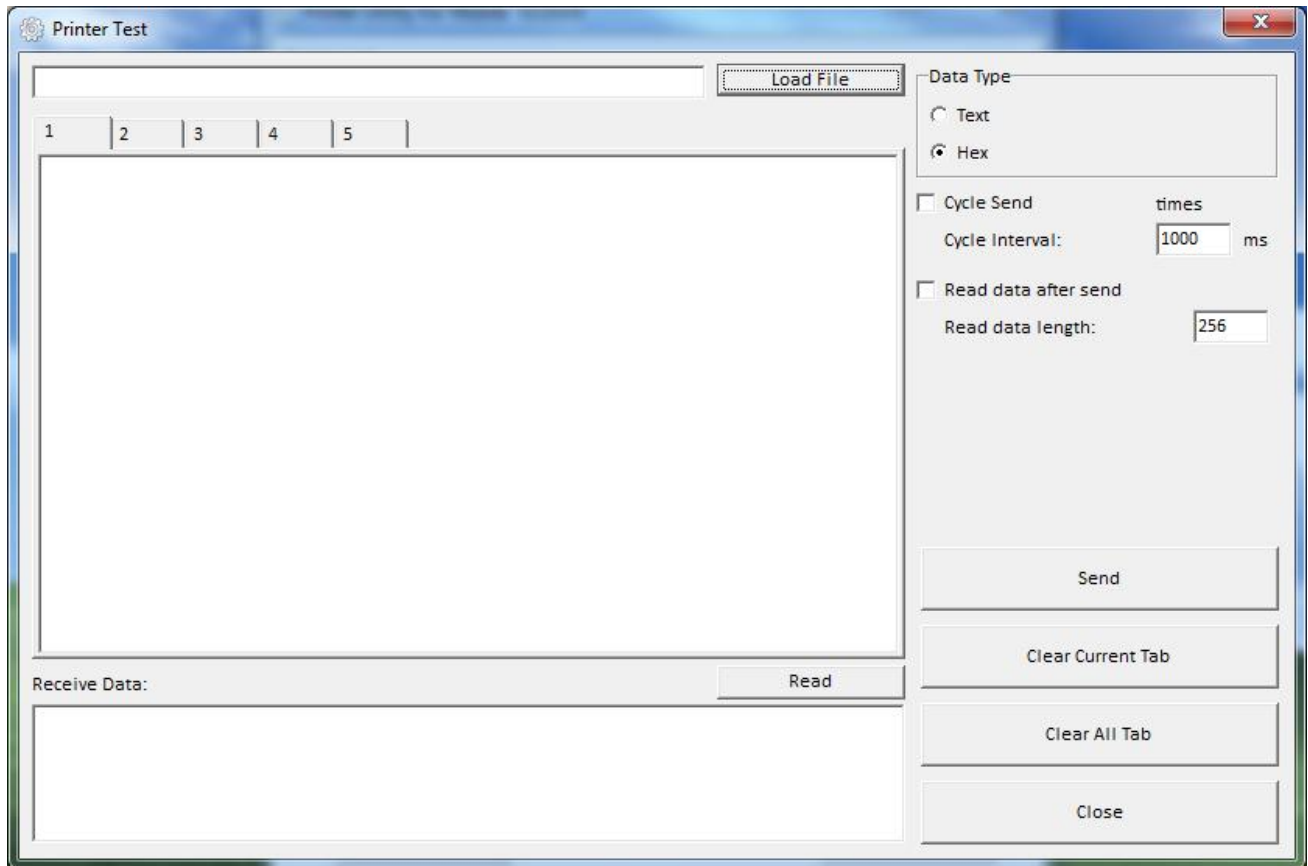 Printer Test
Load File
1 2 3 4 5
Data Type
Text
Hex
Cycle Send times
Cycle Interval: 1000 ms
Read data after send
Read data length: 256
Send
Clear Current Tab
Receive Data: Read
Clear All Tab
Close